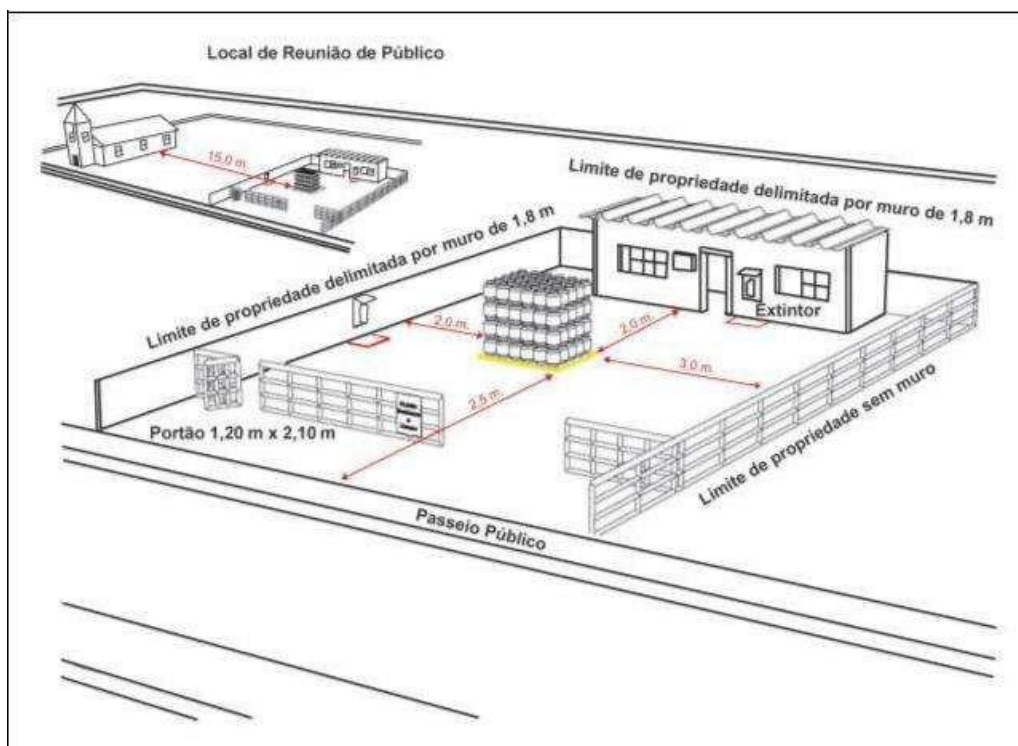 Local de Reunião de Público
15,0 m.
Limite de propriedade delimitada por muro de 1,8 m
Limite de propriedade delimitada por muro de 1,8 m
Extintor
2.0 m.
2.0 m.
3.0 m.
2.5 m.
Portão 1,20 m x 2,10 m
Limite de propriedade sem muro
Passeio Público